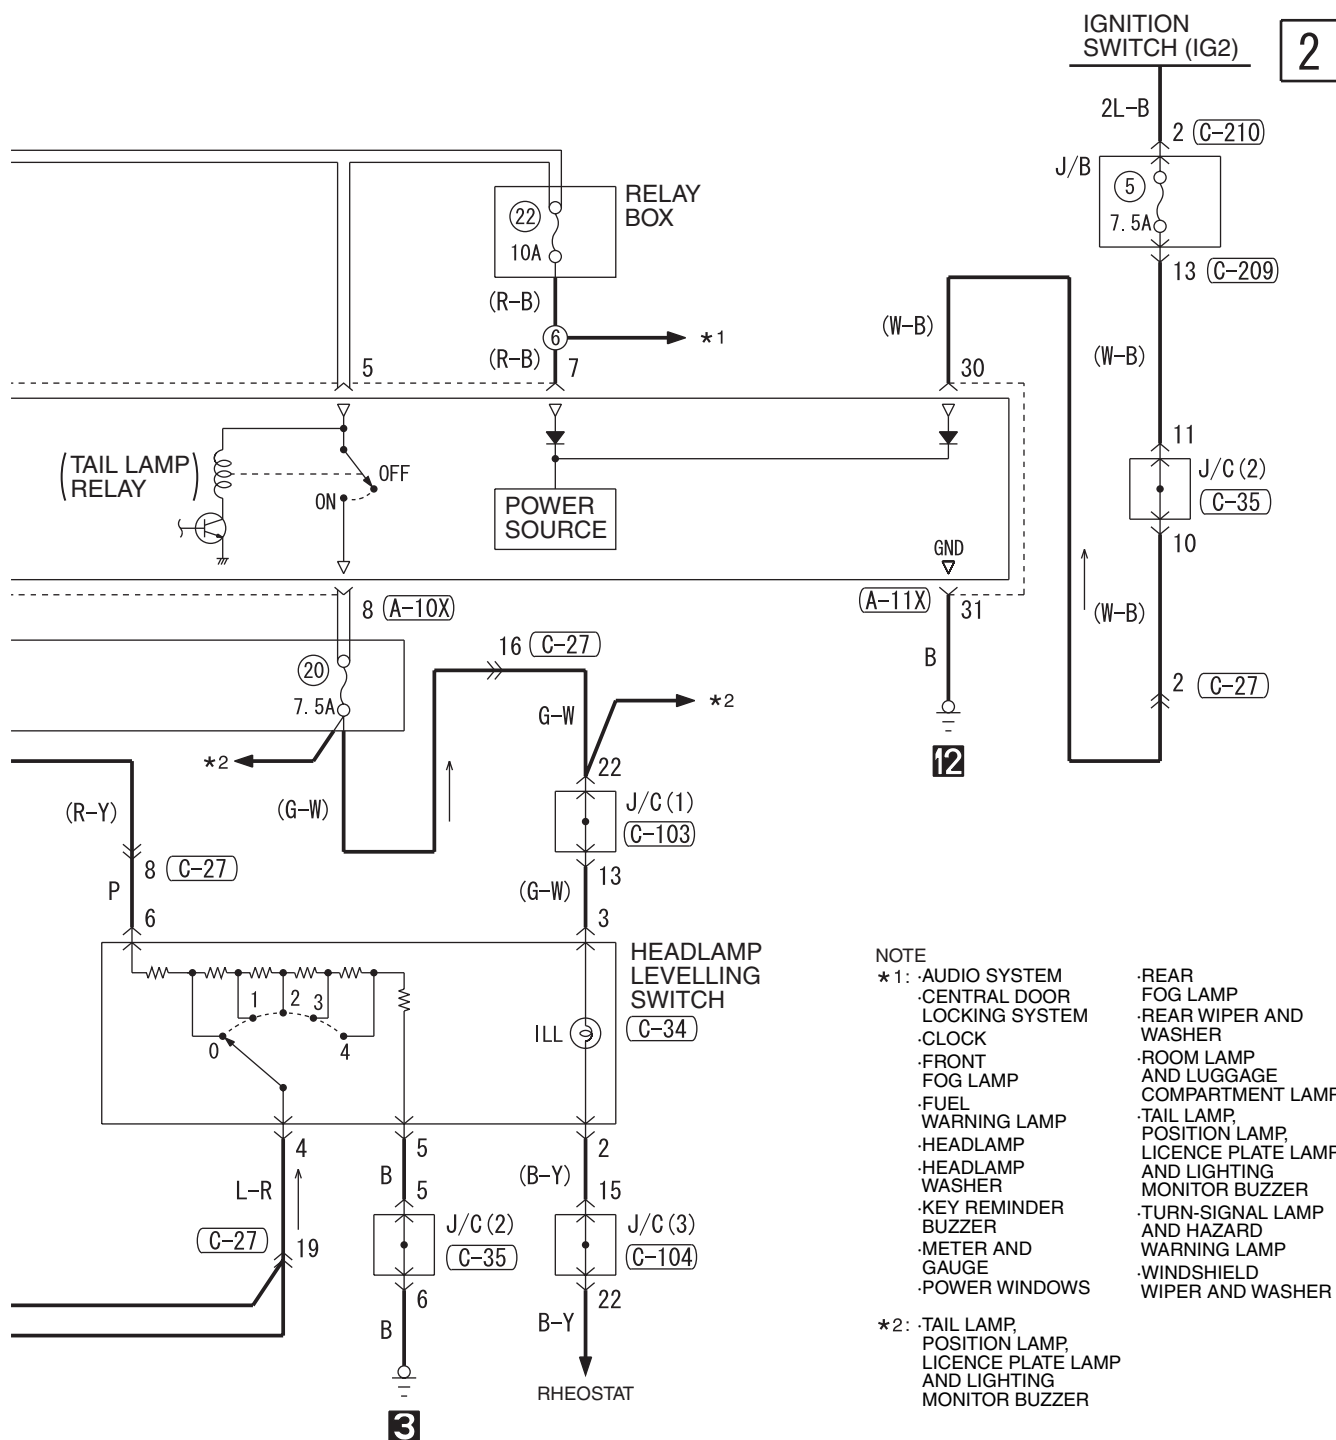 IGNITION
SWITCH (IG2)
2
2L-B
2 C-210
J/B
5
7.5A
13 C-209
RELAY
BOX
22
10A
(R-B)
6
*1
(R-B)
5
7
(W-B)
30
(W-B)
11
J/C(2)
C-35
10
(TAIL LAMP
RELAY)
OFF
ON
POWER
SOURCE
GND
8 A-10X
A-11X 31
(W-B)
16 C-27
B
2 C-27
20
7.5A
G-W
*2
*2
12
22
(R-Y)
(G-W)
J/C(1)
C-103
8 C-27
13
P
(G-W)
6
3
HEADLAMP
LEVELLING
SWITCH
C-34
1 2 3
0 4
ILL
4
5
2
L-R
B
(B-Y)
5
15
C-27
19
J/C(2)
C-35
J/C(3)
C-104
6
22
B
B-Y
RHEOSTAT
3
NOTE
*1: ·AUDIO SYSTEM
·CENTRAL DOOR
LOCKING SYSTEM
·CLOCK
·FRONT
FOG LAMP
·FUEL
WARNING LAMP
·HEADLAMP
·HEADLAMP
WASHER
·KEY REMINDER
BUZZER
·METER AND
GAUGE
·POWER WINDOWS
·REAR
FOG LAMP
·REAR WIPER AND
WASHER
·ROOM LAMP
AND LUGGAGE
COMPARTMENT LAMP
·TAIL LAMP,
POSITION LAMP,
LICENCE PLATE LAMP
AND LIGHTING
MONITOR BUZZER
·TURN-SIGNAL LAMP
AND HAZARD
WARNING LAMP
·WINDSHIELD
WIPER AND WASHER
*2: ·TAIL LAMP,
POSITION LAMP,
LICENCE PLATE LAMP
AND LIGHTING
MONITOR BUZZER